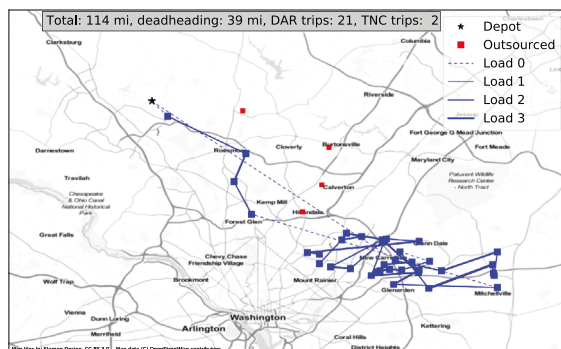 Total: 114 mi, deadheading: 39 mi, DAR trips: 21, TNC trips: 2
Depot
Outsourced
Load 0
Load 1
Load 2
Load 3
Clarksburg
Columbia
Riverside
Fort George G Mead Junction
Burtonsville
Cloverly
Fort Meade
Darnestown
Maryland City
Travilah
Calverton
Patuxent Wildlife
Research Center
- North Tract
Chesapeake
& Ohio Canal
National Historical
Park
Kemp Mill
Hillandale
Forest Glen
Great Falls
Glenn Dale
Chevy Chase
Friendship Village
New Carrollton
Wolf Trap
Brookmont
Mount Rainier
Glenarden
Mitchellville
Vienna
Dunn Loring
Washington
Kettering
Merrifield
Arlington
Coral Hills
District Heights